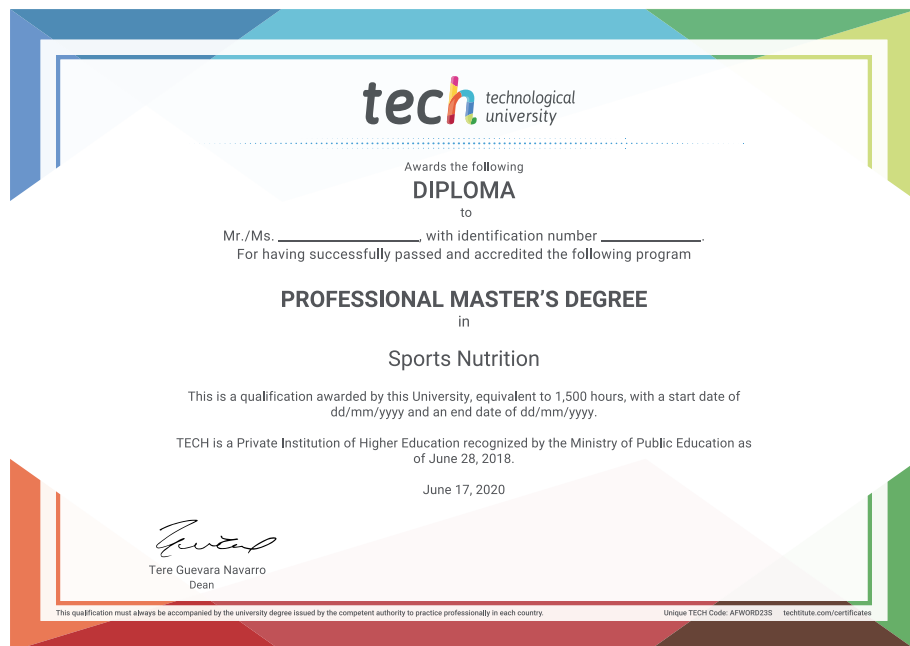 tech technological
university
Awards the following
DIPLOMA
to
Mr./Ms. ____________________, with identification number ______________.
For having successfully passed and accredited the following program
PROFESSIONAL MASTER'S DEGREE
in
Sports Nutrition
This is a qualification awarded by this University, equivalent to 1,500 hours, with a start date of
dd/mm/yyyy and an end date of dd/mm/yyyy.
TECH is a Private Institution of Higher Education recognized by the Ministry of Public Education as
of June 28, 2018.
June 17, 2020
Tere Guevara Navarro
Dean
This qualification must always be accompanied by the university degree issued by the competent authority to practice professionally in each country. Unique TECH Code: AFWORD23S techtitute.com/certificates